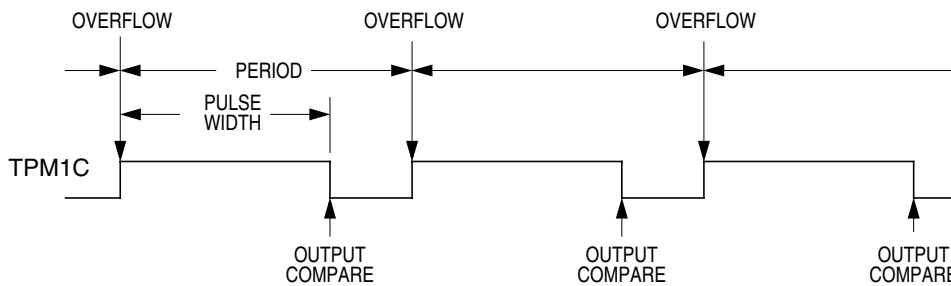 OVERFLOW
OVERFLOW
OVERFLOW
PERIOD
PULSE
WIDTH
TPM1C
OUTPUT
COMPARE
OUTPUT
COMPARE
OUTPUT
COMPARE